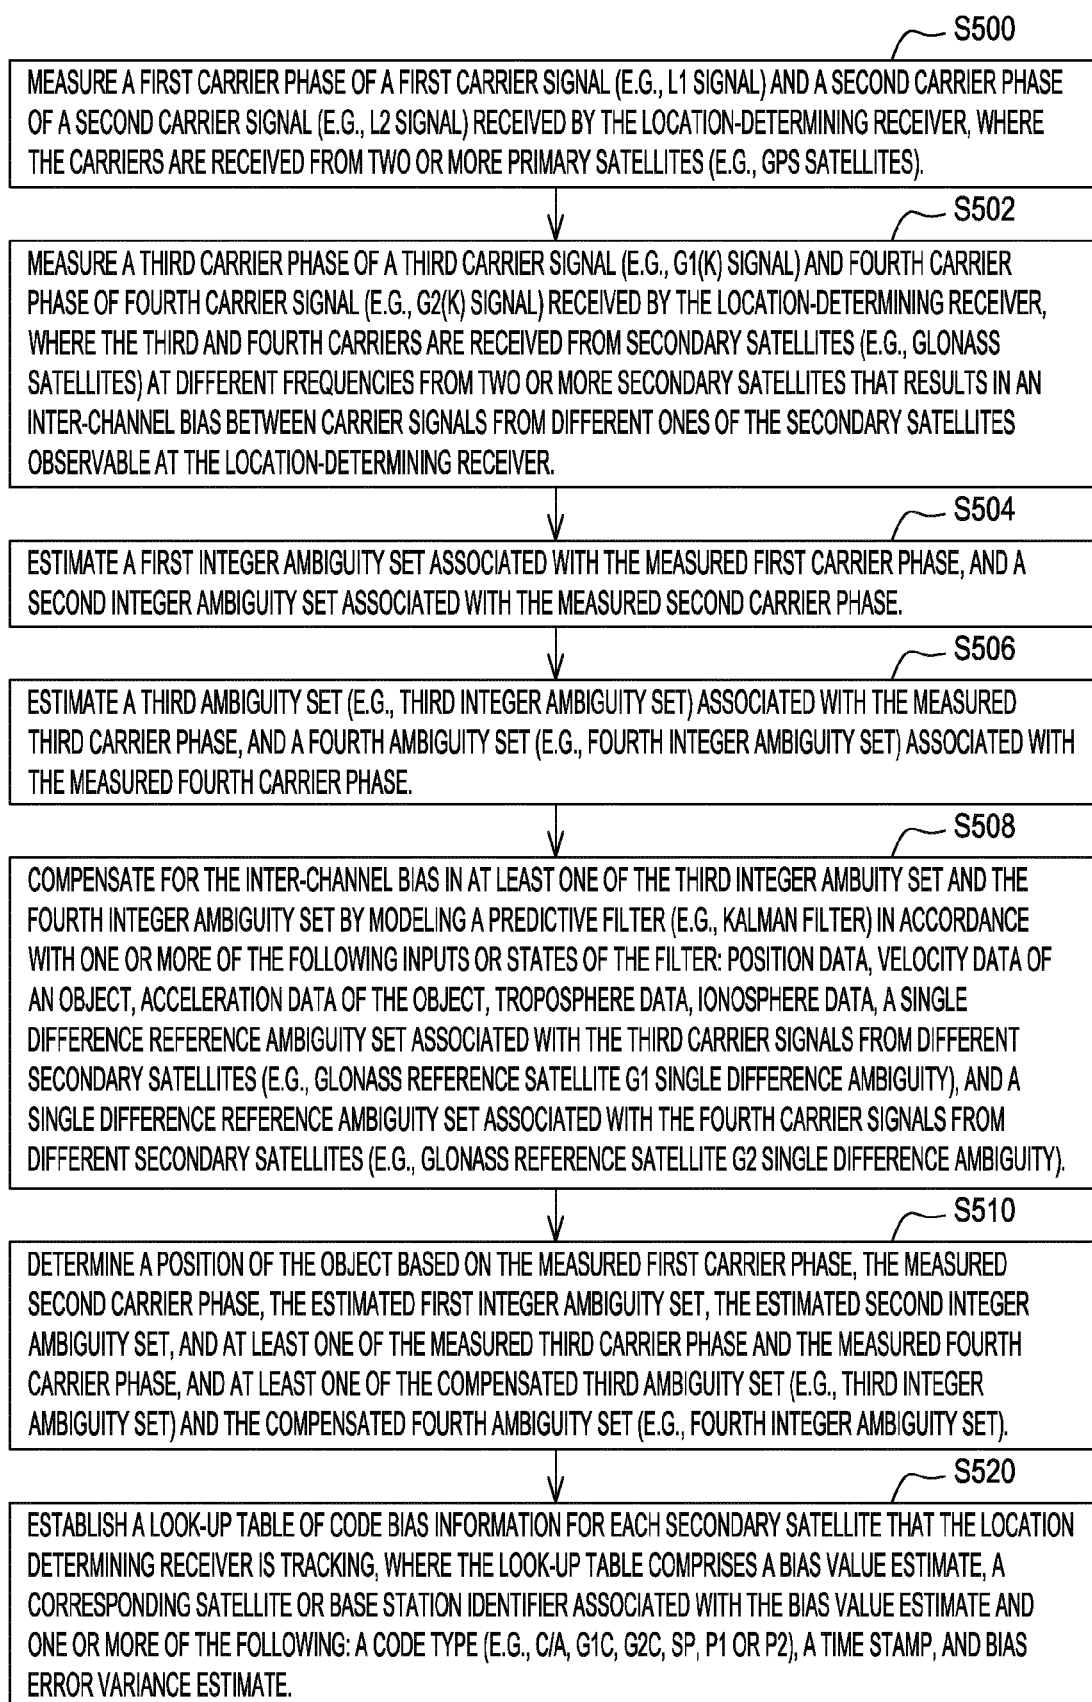 S500
MEASURE A FIRST CARRIER PHASE OF A FIRST CARRIER SIGNAL (E.G., L1 SIGNAL) AND A SECOND CARRIER PHASE
OF A SECOND CARRIER SIGNAL (E.G., L2 SIGNAL) RECEIVED BY THE LOCATION-DETERMINING RECEIVER, WHERE
THE CARRIERS ARE RECEIVED FROM TWO OR MORE PRIMARY SATELLITES (E.G., GPS SATELLITES).
S502
MEASURE A THIRD CARRIER PHASE OF A THIRD CARRIER SIGNAL (E.G., G1(K) SIGNAL) AND FOURTH CARRIER
PHASE OF FOURTH CARRIER SIGNAL (E.G., G2(K) SIGNAL) RECEIVED BY THE LOCATION-DETERMINING RECEIVER,
WHERE THE THIRD AND FOURTH CARRIERS ARE RECEIVED FROM SECONDARY SATELLITES (E.G., GLONASS
SATELLITES) AT DIFFERENT FREQUENCIES FROM TWO OR MORE SECONDARY SATELLITES THAT RESULTS IN AN
INTER-CHANNEL BIAS BETWEEN CARRIER SIGNALS FROM DIFFERENT ONES OF THE SECONDARY SATELLITES
OBSERVABLE AT THE LOCATION-DETERMINING RECEIVER.
S504
ESTIMATE A FIRST INTEGER AMBIGUITY SET ASSOCIATED WITH THE MEASURED FIRST CARRIER PHASE, AND A
SECOND INTEGER AMBIGUITY SET ASSOCIATED WITH THE MEASURED SECOND CARRIER PHASE.
S506
ESTIMATE A THIRD AMBIGUITY SET (E.G., THIRD INTEGER AMBIGUITY SET) ASSOCIATED WITH THE MEASURED
THIRD CARRIER PHASE, AND A FOURTH AMBIGUITY SET (E.G., FOURTH INTEGER AMBIGUITY SET) ASSOCIATED WITH
THE MEASURED FOURTH CARRIER PHASE.
S508
COMPENSATE FOR THE INTER-CHANNEL BIAS IN AT LEAST ONE OF THE THIRD INTEGER AMBUITY SET AND THE
FOURTH INTEGER AMBIGUITY SET BY MODELING A PREDICTIVE FILTER (E.G., KALMAN FILTER) IN ACCORDANCE
WITH ONE OR MORE OF THE FOLLOWING INPUTS OR STATES OF THE FILTER: POSITION DATA, VELOCITY DATA OF
AN OBJECT, ACCELERATION DATA OF THE OBJECT, TROPOSPHERE DATA, IONOSPHERE DATA, A SINGLE
DIFFERENCE REFERENCE AMBIGUITY SET ASSOCIATED WITH THE THIRD CARRIER SIGNALS FROM DIFFERENT
SECONDARY SATELLITES (E.G., GLONASS REFERENCE SATELLITE G1 SINGLE DIFFERENCE AMBIGUITY), AND A
SINGLE DIFFERENCE REFERENCE AMBIGUITY SET ASSOCIATED WITH THE FOURTH CARRIER SIGNALS FROM
DIFFERENT SECONDARY SATELLITES (E.G., GLONASS REFERENCE SATELLITE G2 SINGLE DIFFERENCE AMBIGUITY).
S510
DETERMINE A POSITION OF THE OBJECT BASED ON THE MEASURED FIRST CARRIER PHASE, THE MEASURED
SECOND CARRIER PHASE, THE ESTIMATED FIRST INTEGER AMBIGUITY SET, THE ESTIMATED SECOND INTEGER
AMBIGUITY SET, AND AT LEAST ONE OF THE MEASURED THIRD CARRIER PHASE AND THE MEASURED FOURTH
CARRIER PHASE, AND AT LEAST ONE OF THE COMPENSATED THIRD AMBIGUITY SET (E.G., THIRD INTEGER
AMBIGUITY SET) AND THE COMPENSATED FOURTH AMBIGUITY SET (E.G., FOURTH INTEGER AMBIGUITY SET).
S520
ESTABLISH A LOOK-UP TABLE OF CODE BIAS INFORMATION FOR EACH SECONDARY SATELLITE THAT THE LOCATION
DETERMINING RECEIVER IS TRACKING, WHERE THE LOOK-UP TABLE COMPRISES A BIAS VALUE ESTIMATE, A
CORRESPONDING SATELLITE OR BASE STATION IDENTIFIER ASSOCIATED WITH THE BIAS VALUE ESTIMATE AND
ONE OR MORE OF THE FOLLOWING: A CODE TYPE (E.G., C/A, G1C, G2C, SP, P1 OR P2), A TIME STAMP, AND BIAS
ERROR VARIANCE ESTIMATE.